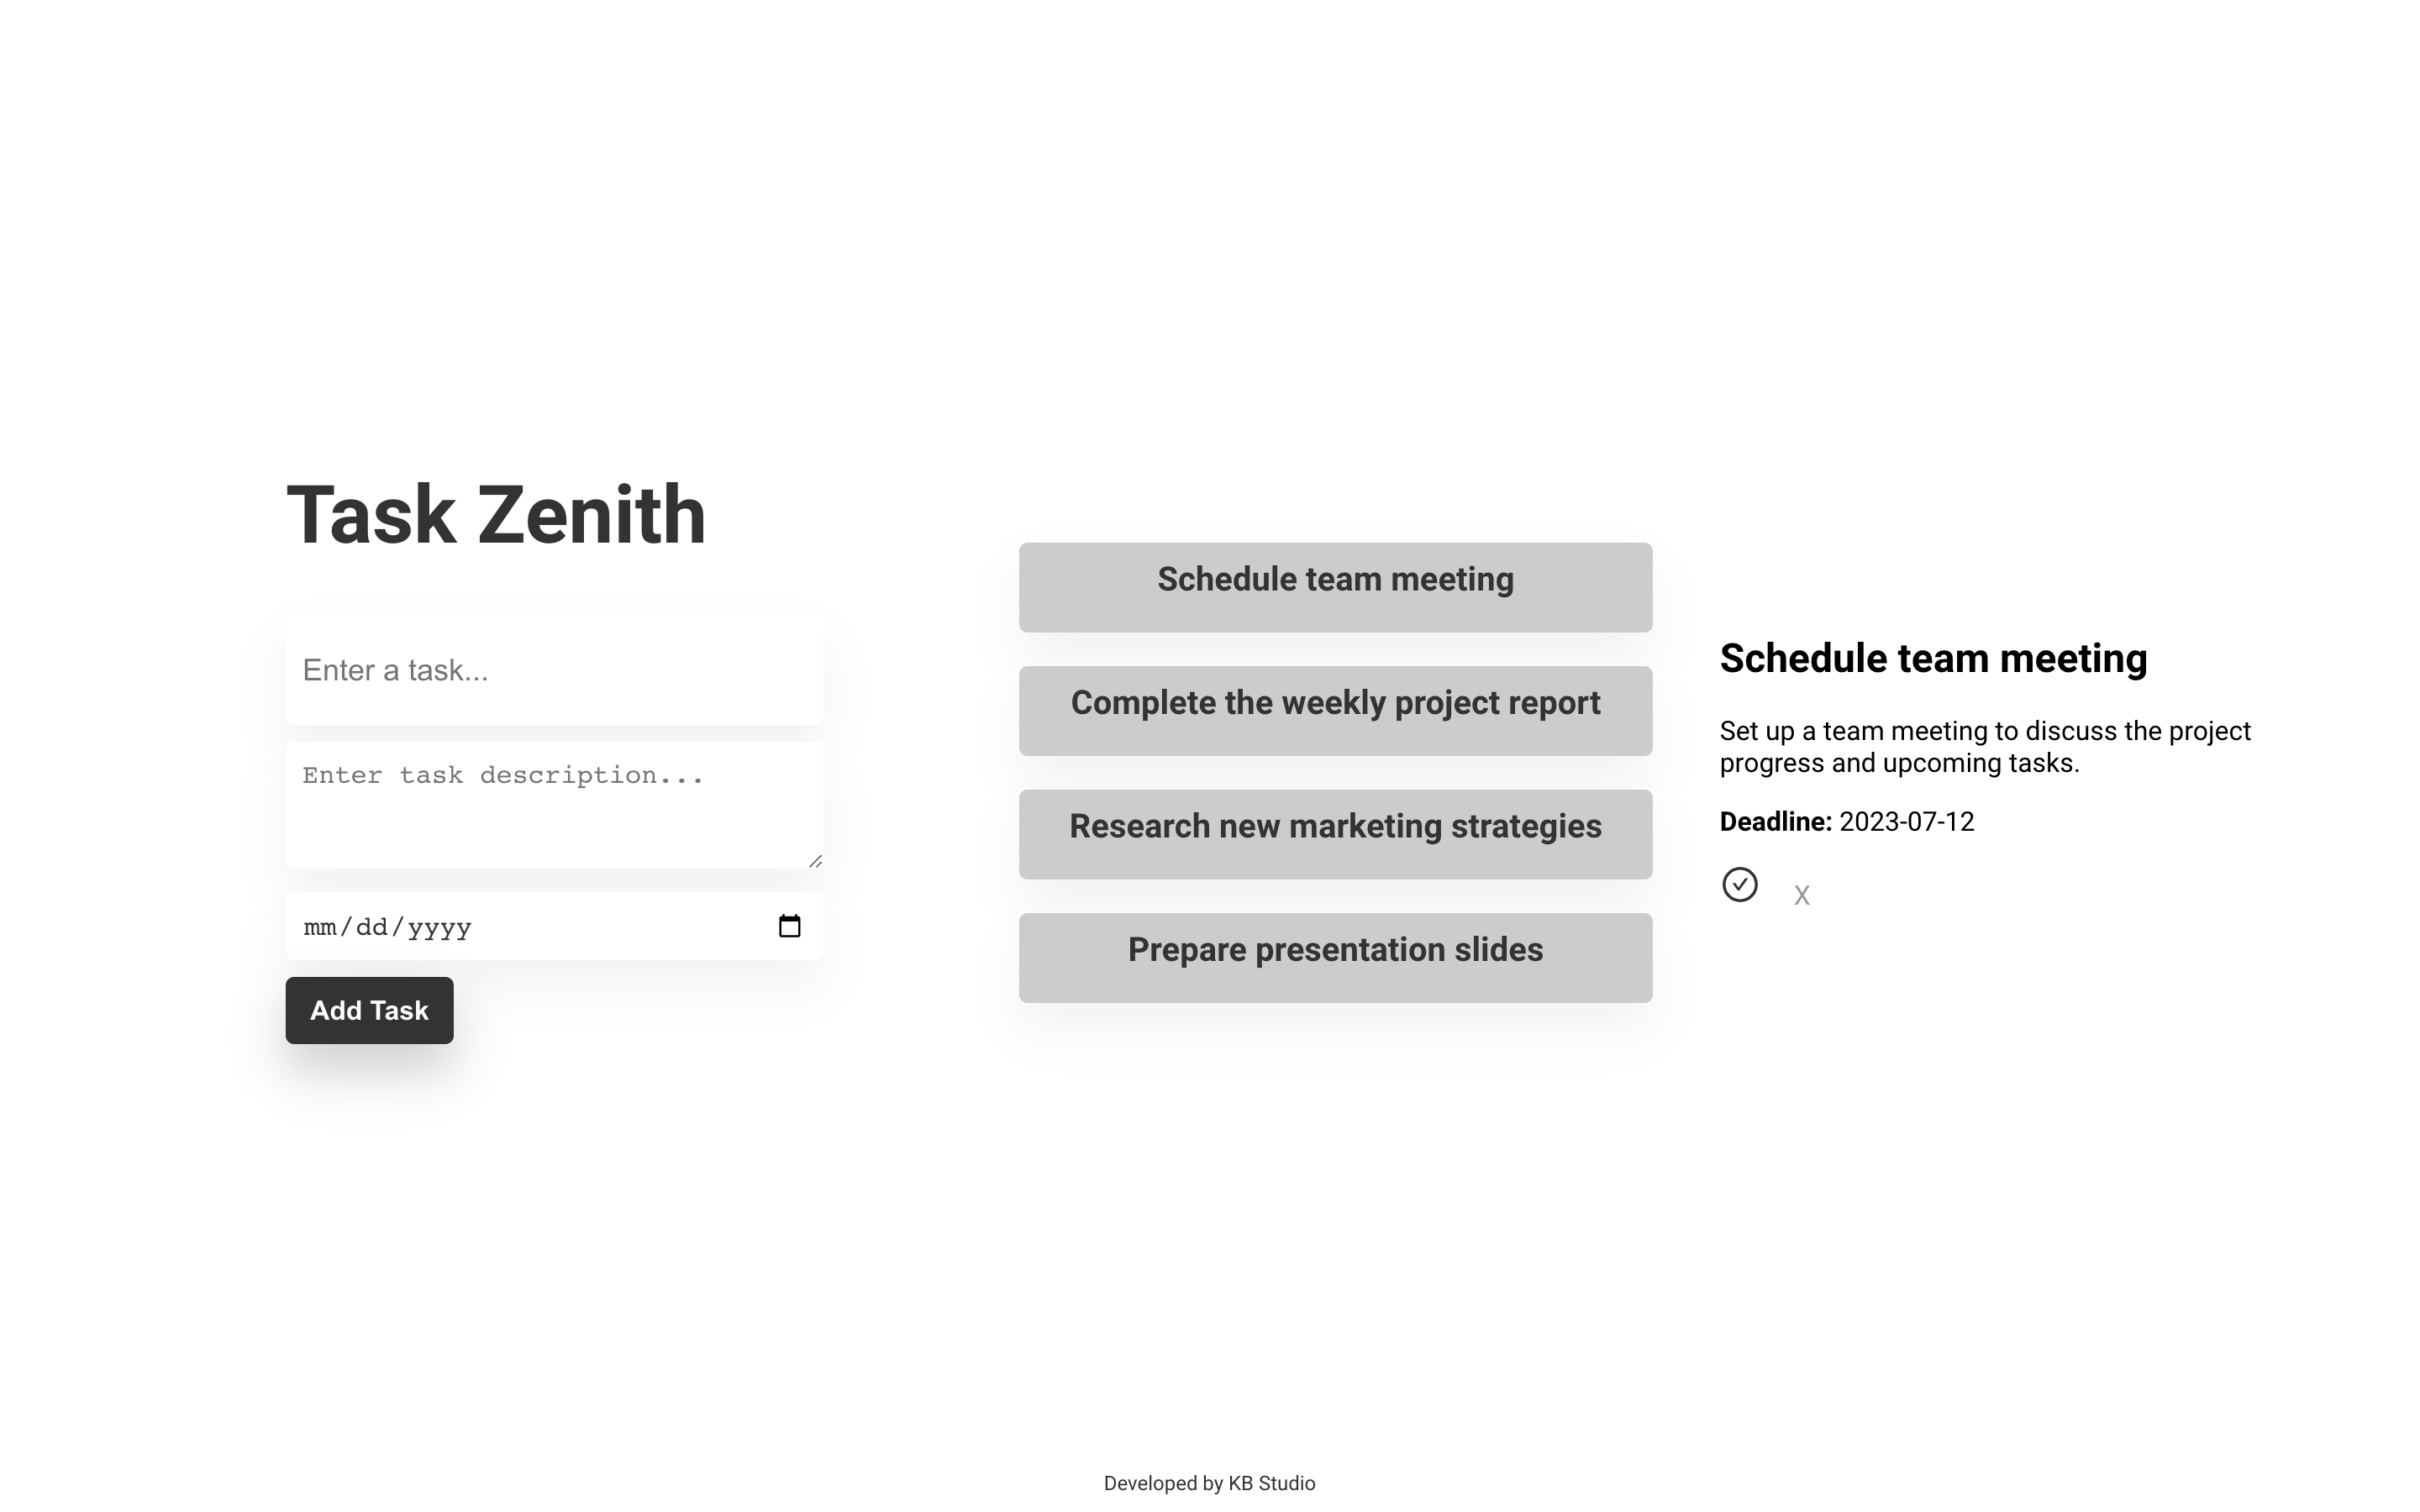 Task Zenith
Enter a task...
Enter task description...
mm/dd/yyyy
Add Task
Schedule team meeting
Complete the weekly project report
Research new marketing strategies
Prepare presentation slides
Schedule team meeting
Set up a team meeting to discuss the project
progress and upcoming tasks.
Deadline: 2023-07-12
X
Developed by KB Studio